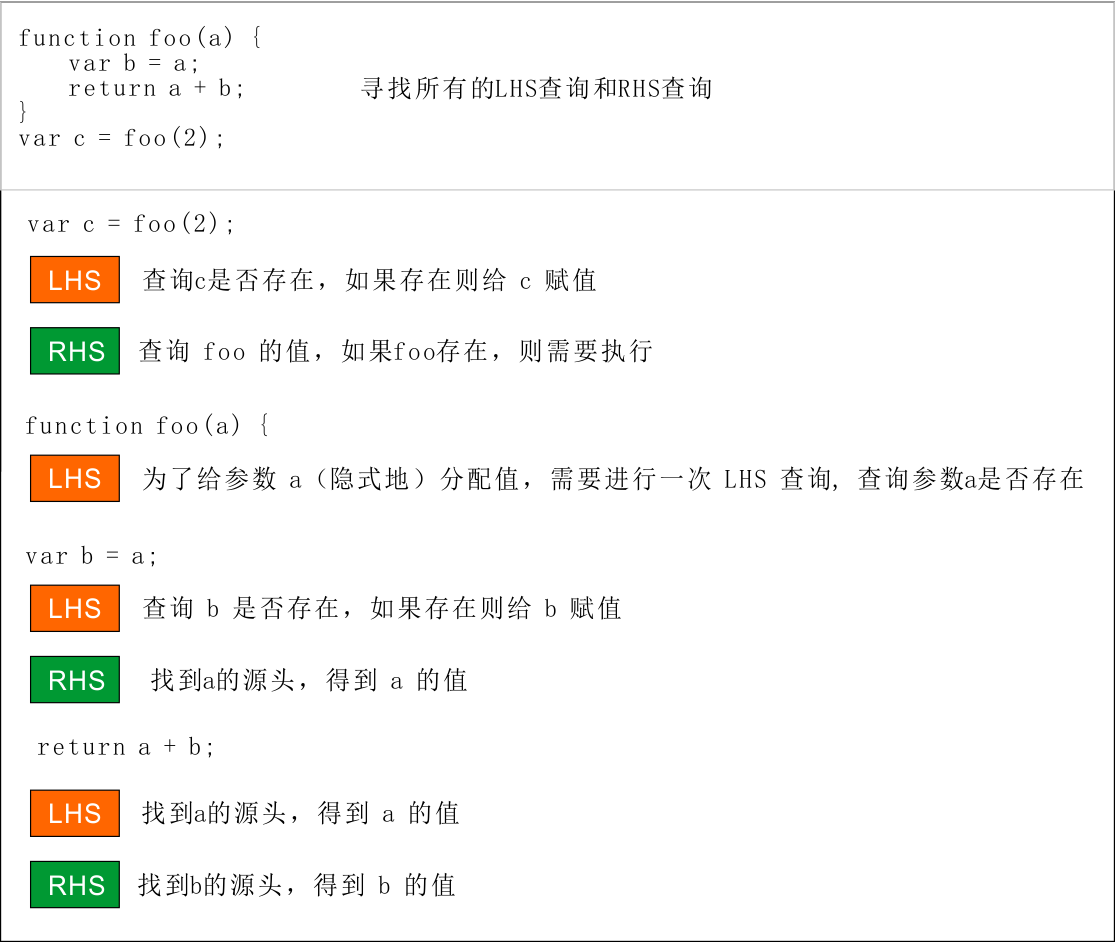 function foo(a) {
var b = a;
return a + b;
寻找所有的LHS查询和RHS查询
}
var c = foo(2);
var c = foo(2);
LHS 查询c是否存在，如果存在则给 c 赋值
RHS 查询 foo 的值，如果foo存在，则需要执行
function foo(a) {
LHS 为了给参数 a（隐式地）分配值，需要进行一次 LHS 查询, 查询参数a是否存在
var b = a;
LHS 查询 b 是否存在，如果存在则给 b 赋值
RHS 找到a的源头，得到 a 的值
return a + b;
LHS 找到a的源头，得到 a 的值
RHS 找到b的源头，得到 b 的值